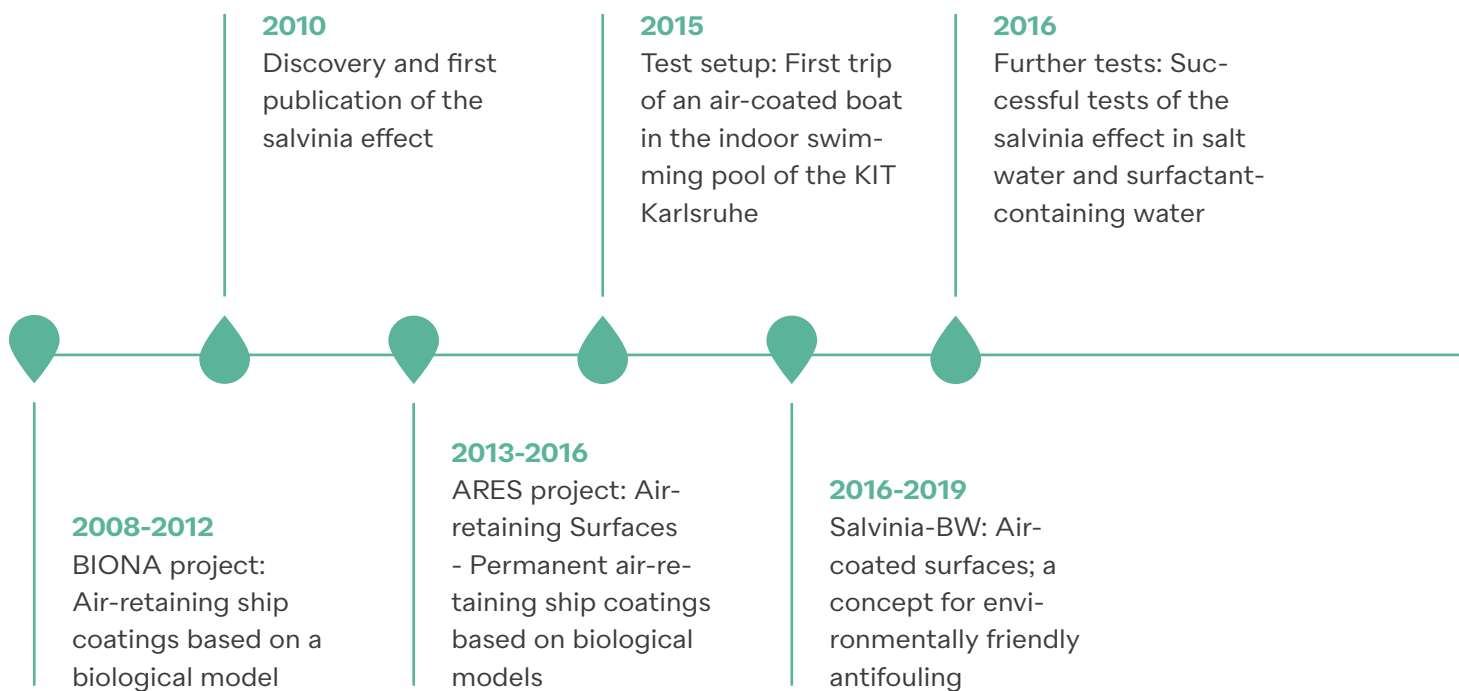 2010
Discovery and first
publication of the
salvinia effect
2015
Test setup: First trip
of an air-coated boat
in the indoor swim-
ming pool of the KIT
Karlsruhe
2016
Further tests: Suc-
cessful tests of the
salvinia effect in salt
water and surfactant-
containing water
2008-2012
BIONA project:
Air-retaining ship
coatings based on a
biological model
2013-2016
ARES project: Air-
retaining Surfaces
- Permanent air-re-
taining ship coatings
based on biological
models
2016-2019
Salvinia-BW: Air-
coated surfaces; a
concept for envi-
ronmentally friendly
antifouling